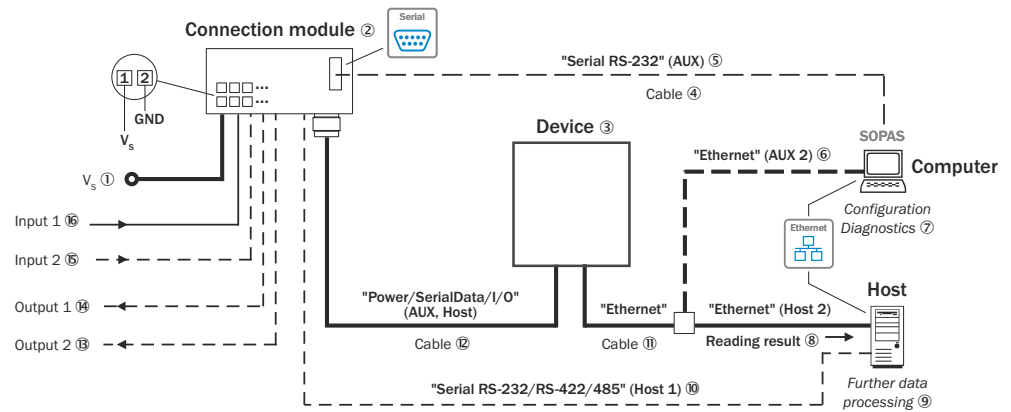 Serial
Connection module ②
"Serial RS-232" (AUX) ⑤
1 2
Cable ④
GND
Vs
Device ③
SOPAS
"Ethernet" (AUX 2) ⑥
Computer
Vs ①
Configuration
Diagnostics ⑦
Input 1 ⑯
Ethernet
Input 2 ⑮
Host
"Power/SerialData/I/O"
(AUX, Host)
"Ethernet"
"Ethernet" (Host 2)
Output 1 ⑭
Output 2 ⑬
Cable ⑫
Cable ⑪
Reading result ⑧
"Serial RS-232/RS-422/485" (Host 1) ⑩
Further data
processing ⑨